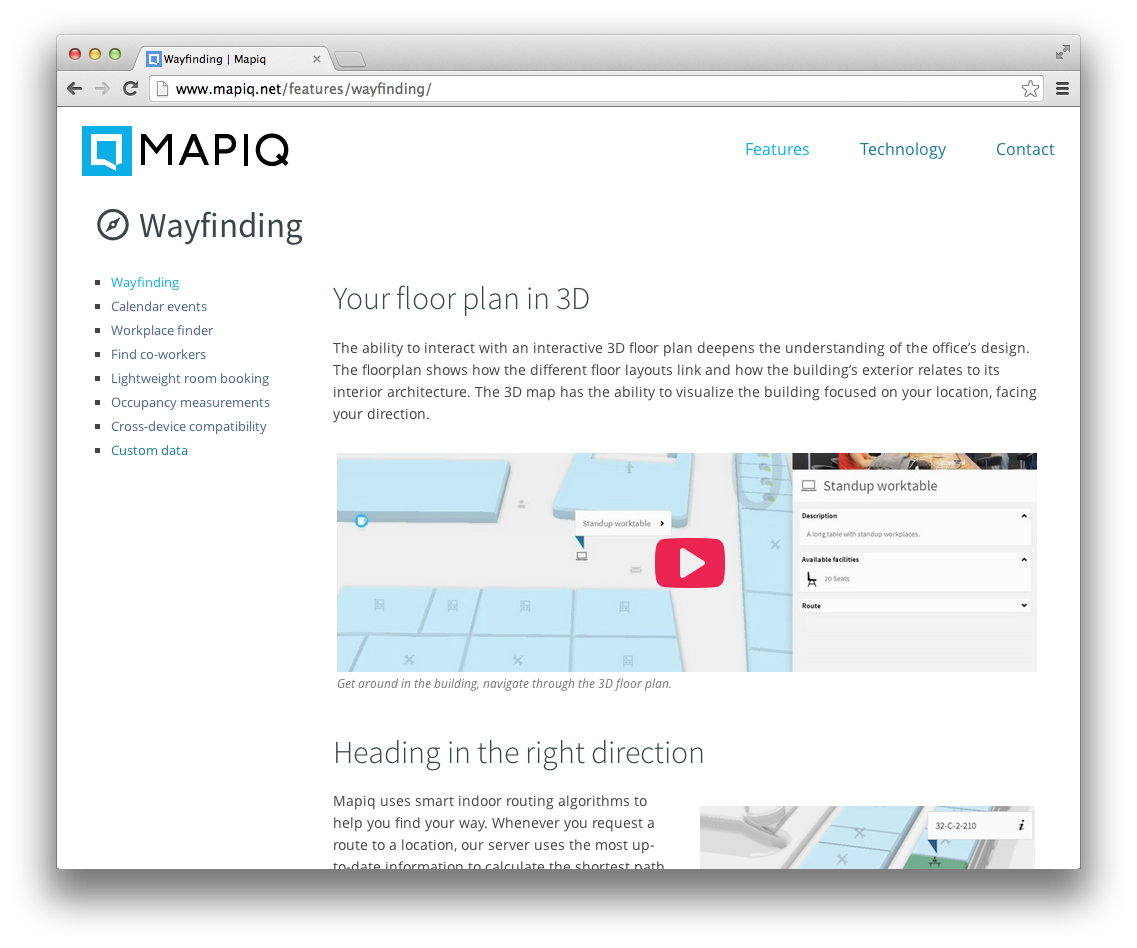 Wayfinding | Mapiq
www.mapiq.net/features/wayfinding/
MAPIQ
Features
Technology
Contact
Wayfinding
Wayfinding
Calendar events
Workplace finder
Find co-workers
Lightweight room booking
Occupancy measurements
Cross-device compatibility
Custom data
Your floor plan in 3D
The ability to interact with an interactive 3D floor plan deepens the understanding of the office’s design.
The floorplan shows how the different floor layouts link and how the building’s exterior relates to its
interior architecture. The 3D map has the ability to visualize the building focused on your location, facing
your direction.
Standup worktable
Standup worktable
Description
A long table with standup workplaces.
Available facilities
20 Seats
Route
Get around in the building, navigate through the 3D floor plan.
Heading in the right direction
Mapiq uses smart indoor routing algorithms to
help you find your way. Whenever you request a
route to a location, our server uses the most up-
to-date information to calculate the shortest path
32-C-2-210